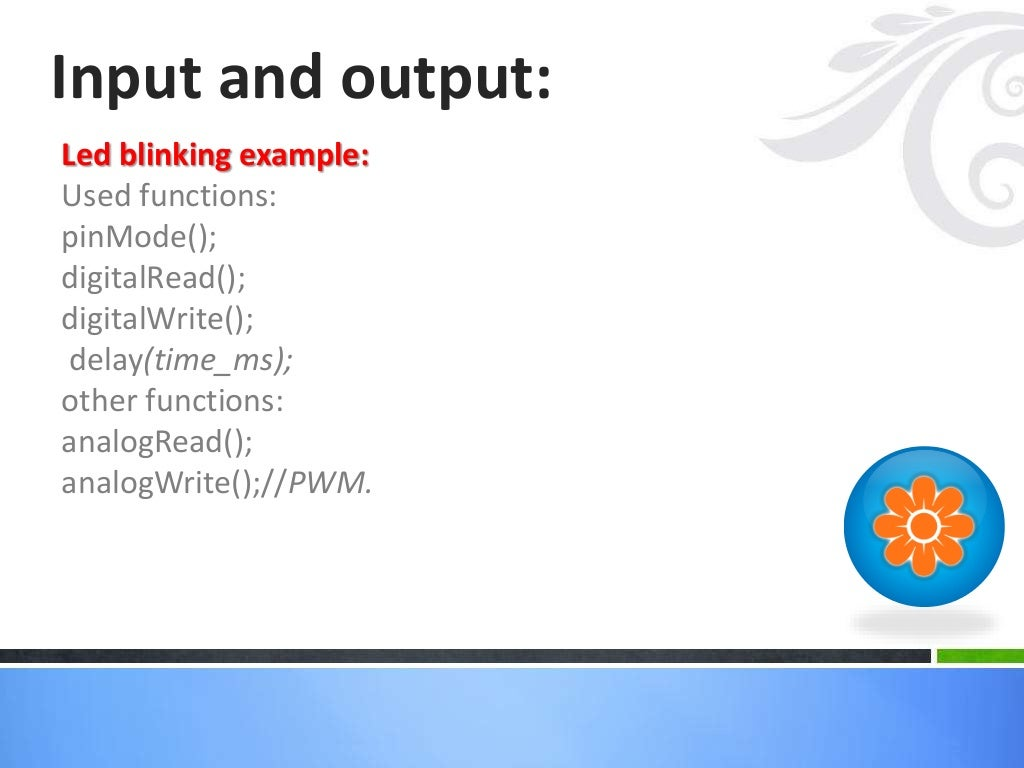 Input and output:
Led blinking example:
Used functions:
pinMode();
digitalRead();
digitalWrite();
delay(time_ms);
other functions:
analogRead();
analogWrite();//PWM.